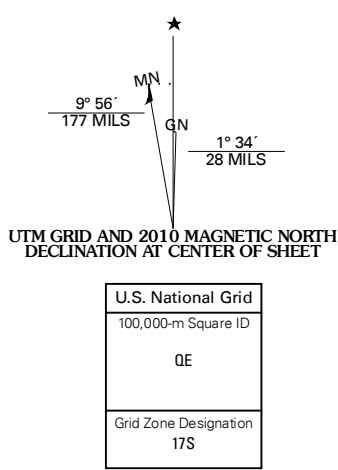 ★
MN
GN
9° 56´
177 MILS
1° 34´
28 MILS
UTM GRID AND 2010 MAGNETIC NORTH
DECLINATION AT CENTER OF SHEET
U.S. National Grid
100,000-m Square ID
QE
Grid Zone Designation
17S